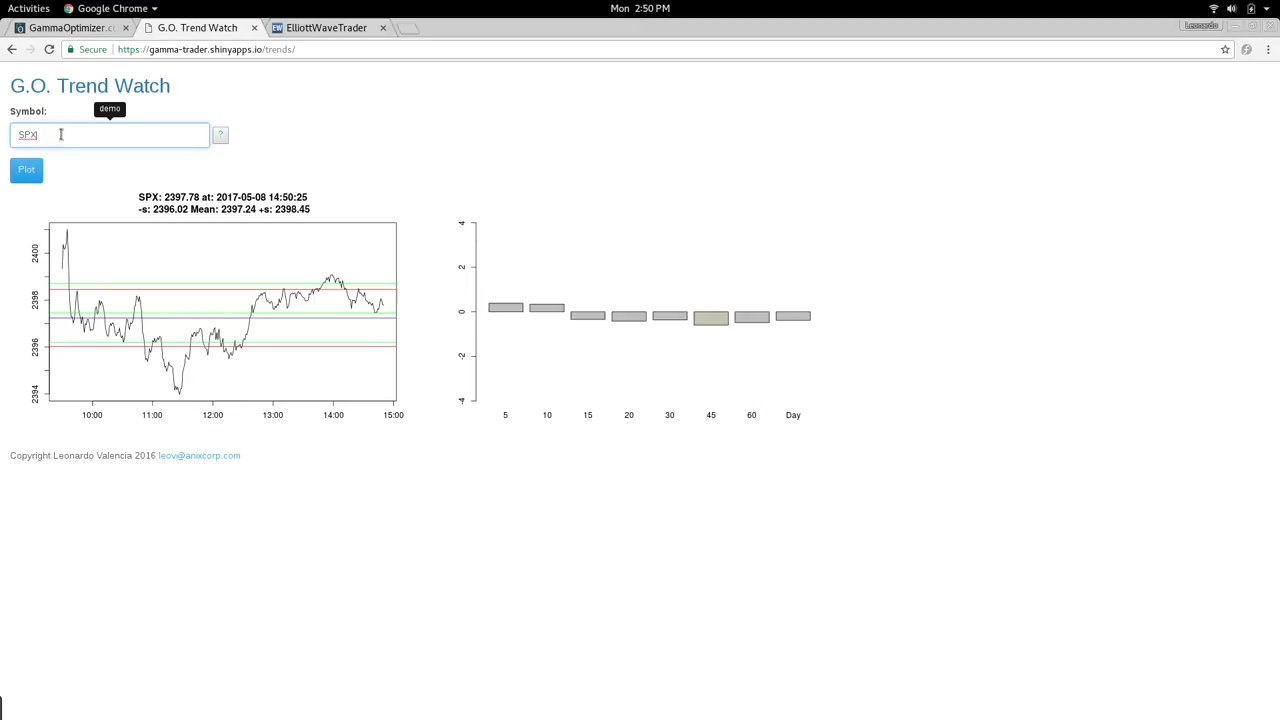 Activities Google Chrome Mon 2:50 PM
GammaOptimizer.c G.O. Trend Watch ElliottWaveTrader Leonardo
Secure https://gamma-trader.shinyapps.io/trends/
G.O. Trend Watch
Symbol:
demo
SPX ?
Plot
SPX: 2397.78 at: 2017-05-08 14:50:25
-s: 2396.02 Mean: 2397.24 +s: 2398.45
2400
2398
2396
2394
10:00 11:00 12:00 13:00 14:00 15:00
4
2
0
-2
-4
5 10 15 20 30 45 60 Day
Copyright Leonardo Valencia 2016 leov@anixcorp.com